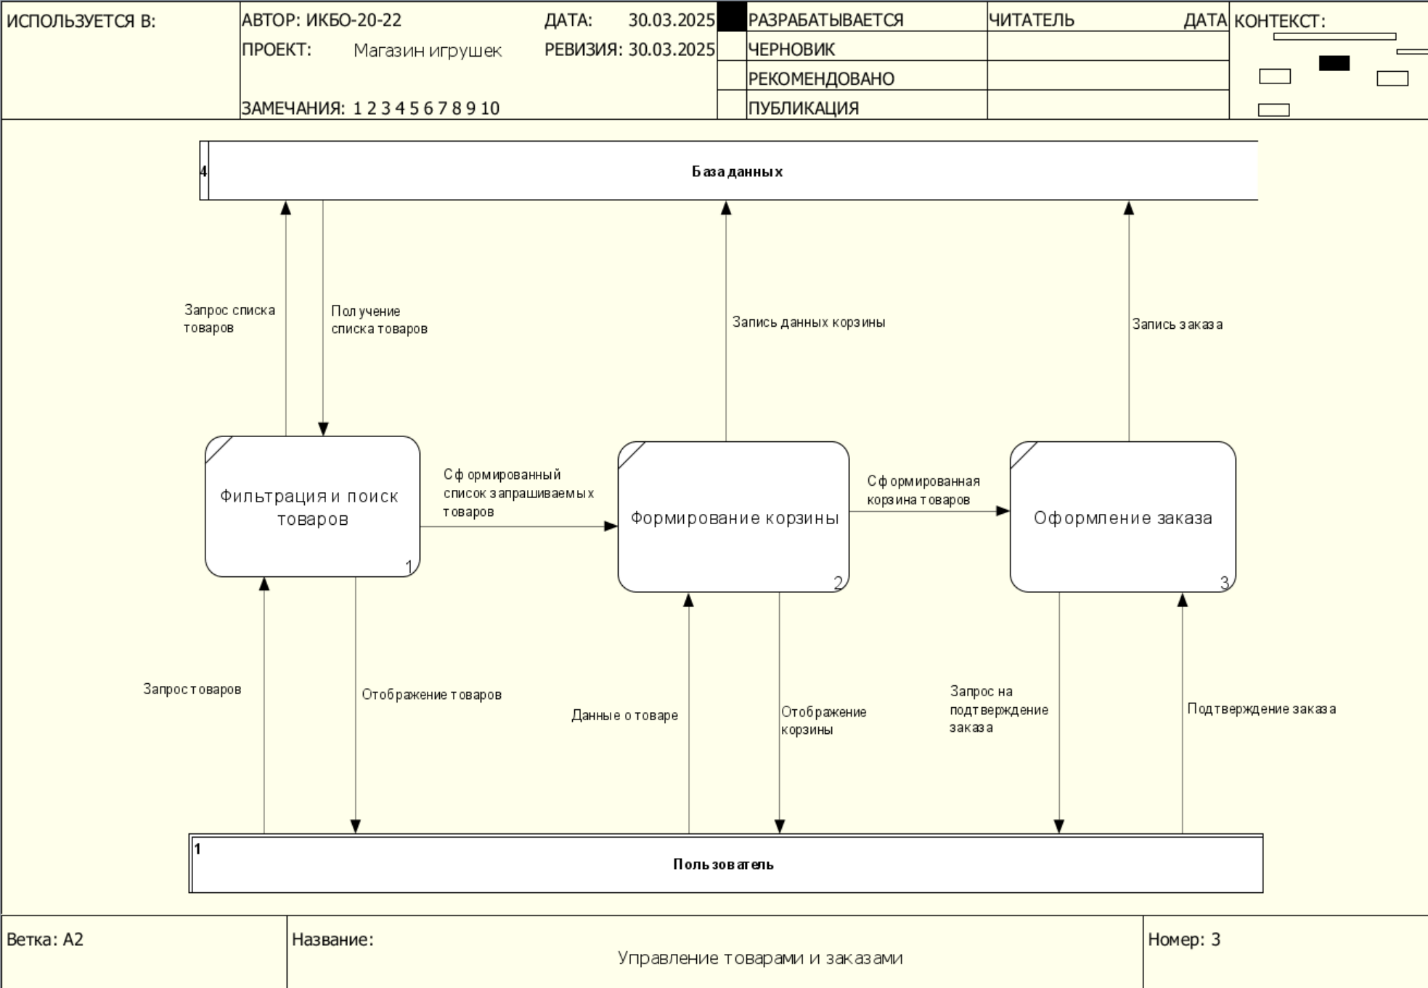 ИСПОЛЬЗУЕТСЯ В:
АВТОР: ИКБО-20-22
ДАТА: 30.03.2025
ПРОЕКТ: Магазин игрушек
РЕВИЗИЯ: 30.03.2025
ЗАМЕЧАНИЯ: 1 2 3 4 5 6 7 8 9 10
РАЗРАБАТЫВАЕТСЯ
ЧЕРНОВИК
РЕКОМЕНДОВАНО
ПУБЛИКАЦИЯ
ЧИТАТЕЛЬ ДАТА
КОНТЕКСТ:
4
База данных
Запрос списка
товаров
Получение
списка товаров
Запись данных корзины
Запись заказа
Фильтрация и поиск
товаров
1
Сформированный
список запрашиваемых
товаров
Формирование корзины
2
Сформированная
корзина товаров
Оформление заказа
3
Запрос товаров
Отображение товаров
Данные о товаре
Отображение
корзины
Запрос на
подтверждение
заказа
Подтверждение заказа
1
Пользователь
Ветка: A2
Название:
Управление товарами и заказами
Номер: 3